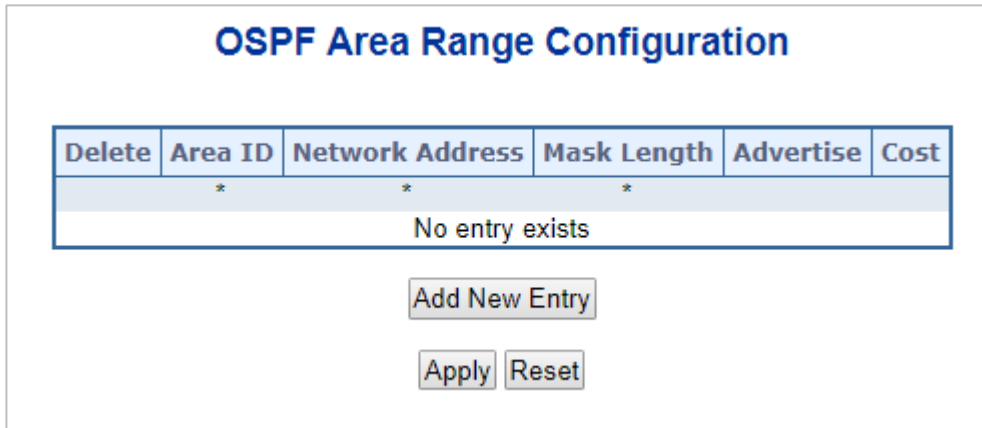 OSPF Area Range Configuration
Delete Area ID Network Address Mask Length Advertise Cost
* * *
No entry exists
Add New Entry
Apply Reset